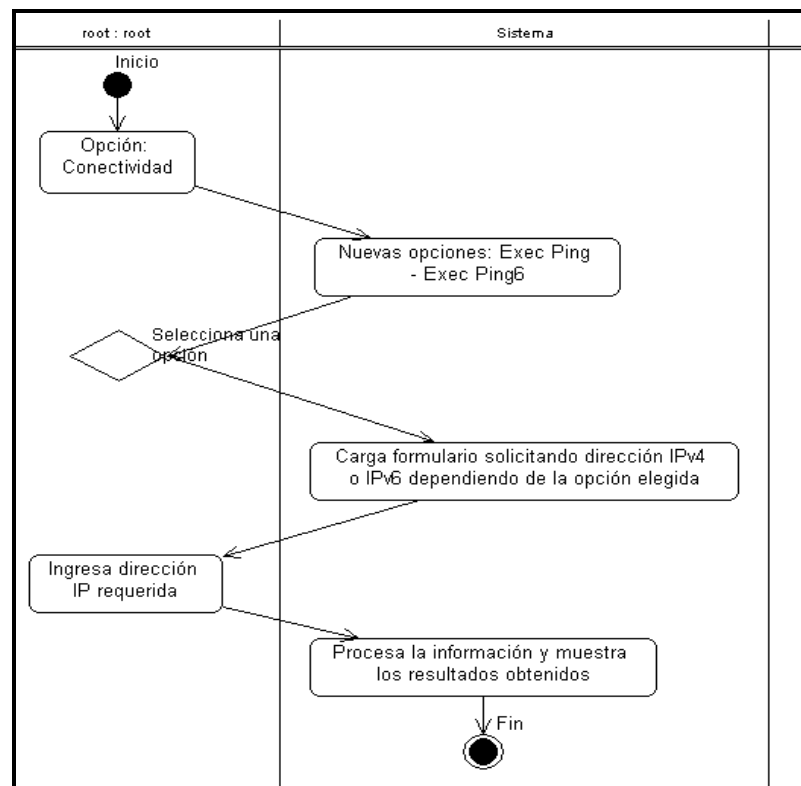 root : root
Sistema
Inicio
Opción:
Conectividad
Nuevas opciones: Exec Ping
- Exec Ping6
Selecciona una
opción
Carga formulario solicitando dirección IPv4
o IPv6 dependiendo de la opción elegida
Ingresa dirección
IP requerida
Procesa la información y muestra
los resultados obtenidos
Fin